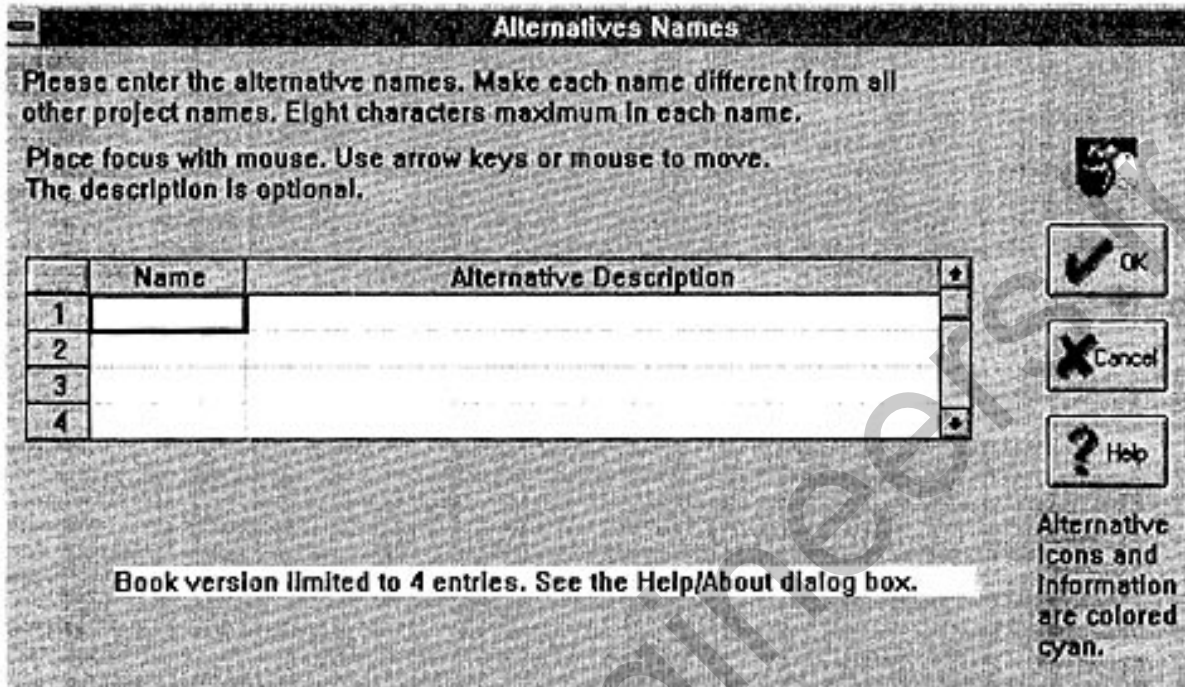 Alternatives Names
Please enter the alternative names. Make each name different from all
other project names. Eight characters maximum in each name.
Place focus with mouse. Use arrow keys or mouse to move.
The description is optional.
Name Alternative Description
1
2
3
4
OK
Cancel
Help
Alternative
Icons and
Information
are colored
cyan.
Book version limited to 4 entries. See the Help/About dialog box.